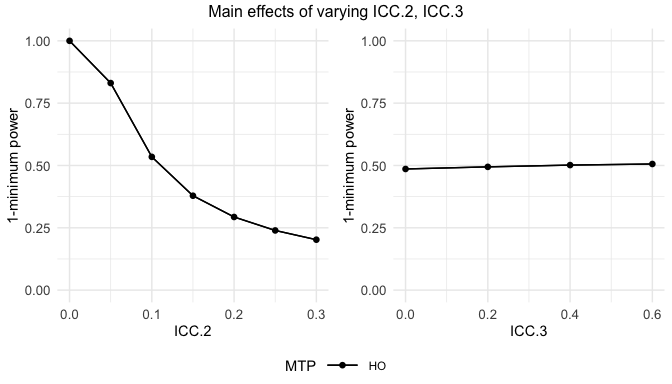 Main effects of varying ICC.2, ICC.3
1-minimum power
1.00
0.75
0.50
0.25
0.00
0.0 0.1 0.2 0.3
ICC.2
1-minimum power
1.00
0.75
0.50
0.25
0.00
0.0 0.2 0.4 0.6
ICC.3
MTP HO